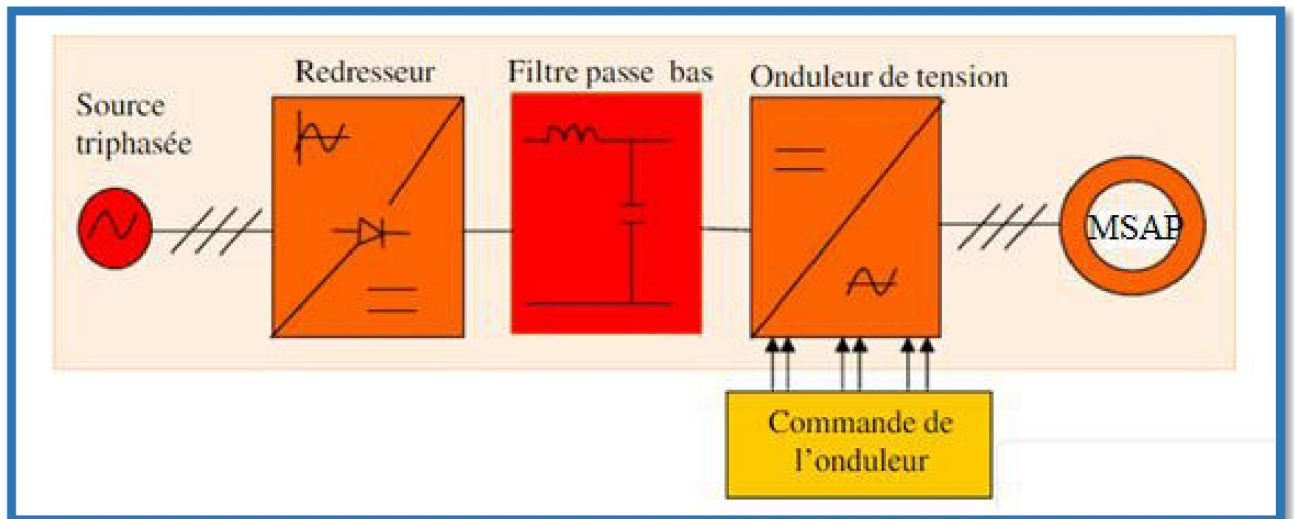 Source
triphasée
Redresseur
Filtre passe bas
Onduleur de tension
MSAP
Commande de
l'onduleur